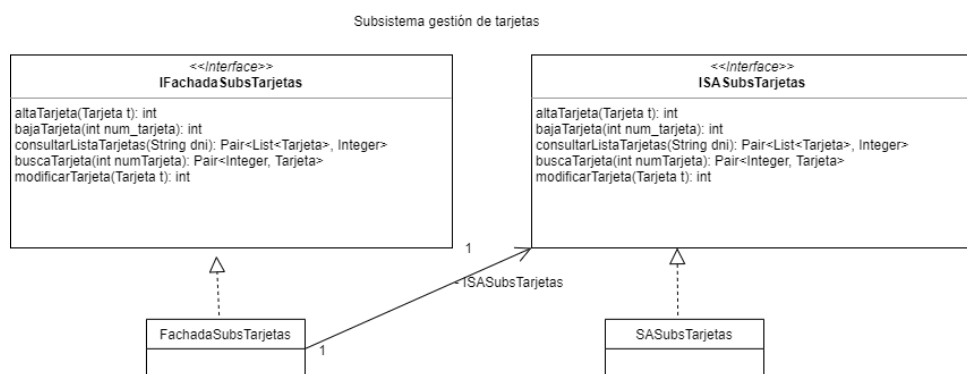 Subsistema gestión de tarjetas
<<Interface>>
IFachadaSubsTarjetas
altaTarjeta(Tarjeta t): int
bajaTarjeta(int num_tarjeta): int
consultarListaTarjetas(String dni): Pair<List<Tarjeta>, Integer>
buscaTarjeta(int numTarjeta): Pair<Integer, Tarjeta>
modificarTarjeta(Tarjeta t): int
<<Interface>>
ISASubsTarjetas
altaTarjeta(Tarjeta t): int
bajaTarjeta(int num_tarjeta): int
consultarListaTarjetas(String dni): Pair<List<Tarjeta>, Integer>
buscaTarjeta(int numTarjeta): Pair<Integer, Tarjeta>
modificarTarjeta(Tarjeta t): int
1
- ISASubsTarjetas
FachadaSubsTarjetas
1
SASubsTarjetas